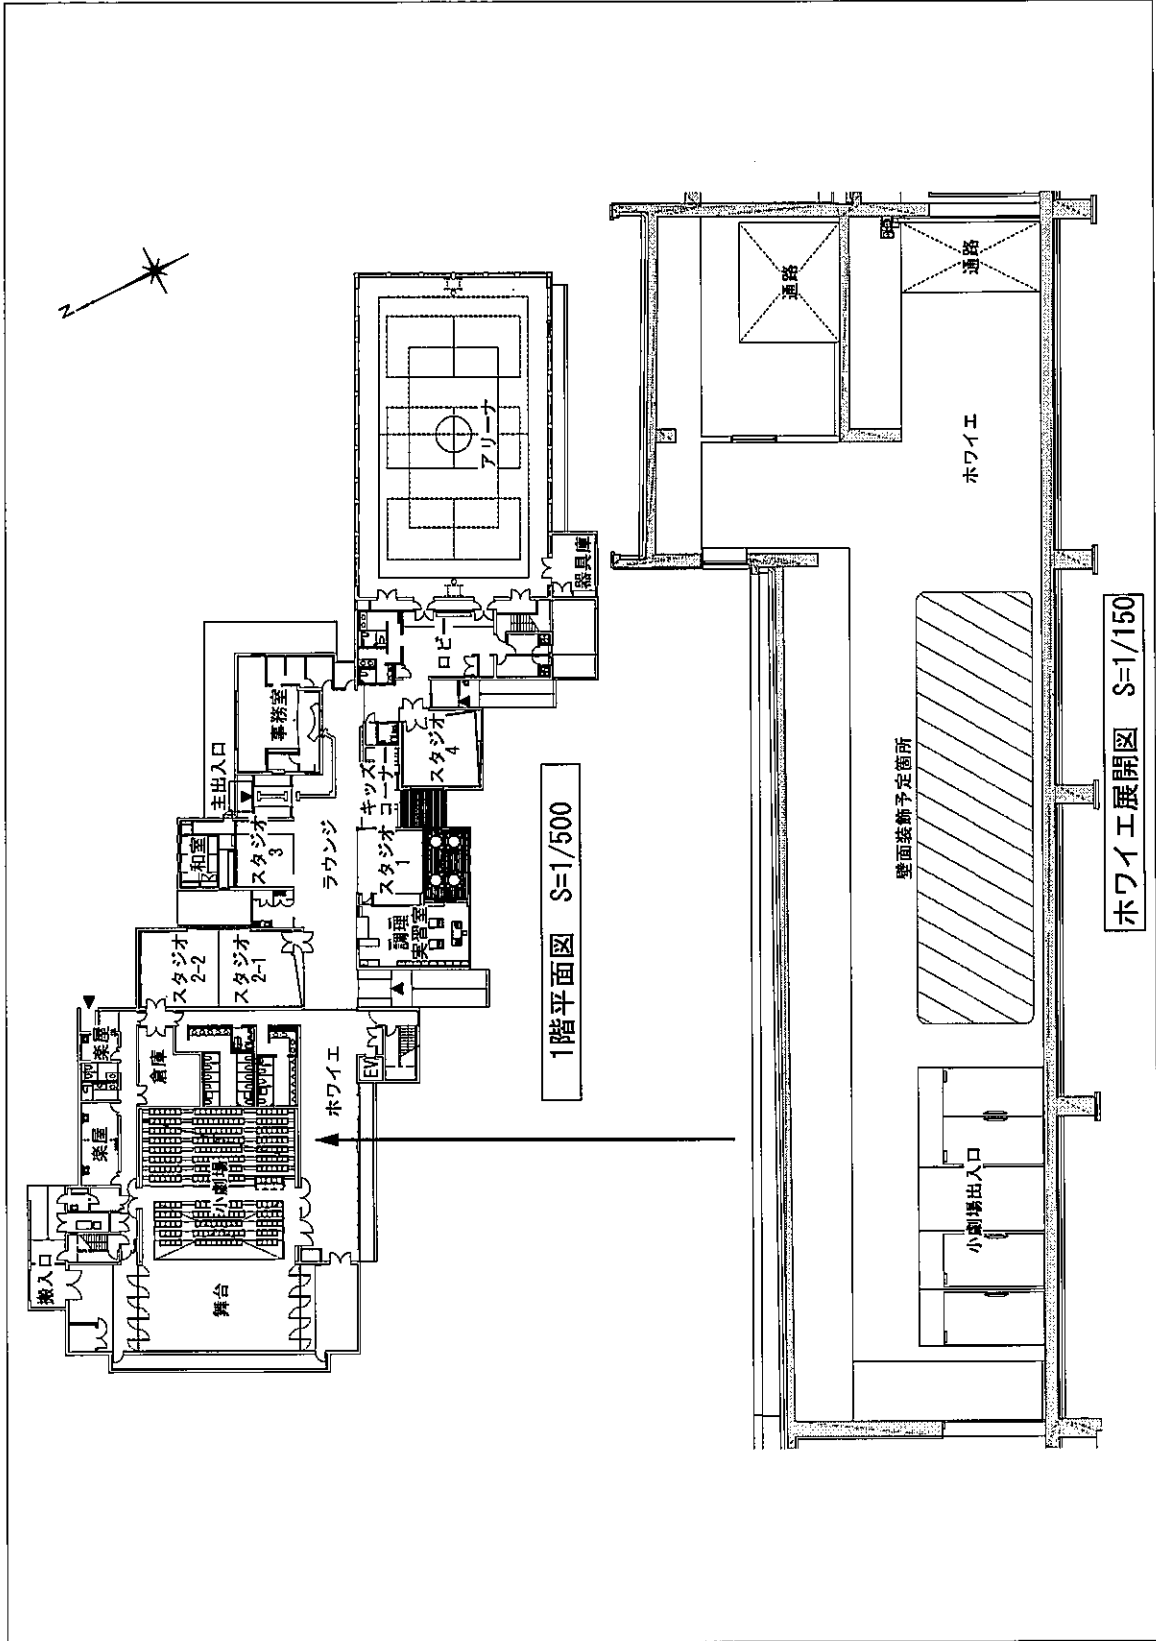 N
搬入口
楽屋
楽屋
倉庫
小劇場
舞台
ホワイエ
EV
スタジオ
2-2
スタジオ
2-1
和室
スタジオ
3
主出入口
事務室
ラウンジ
調理
実習室
スタジオ
1
キッズ
コーナー
スタジオ
4
ロビー
アリーナ
器具庫
1階平面図 S=1/500
小劇場出入口
壁面装飾予定箇所
ホワイエ
通路
通路
ホワイエ展開図 S=1/150